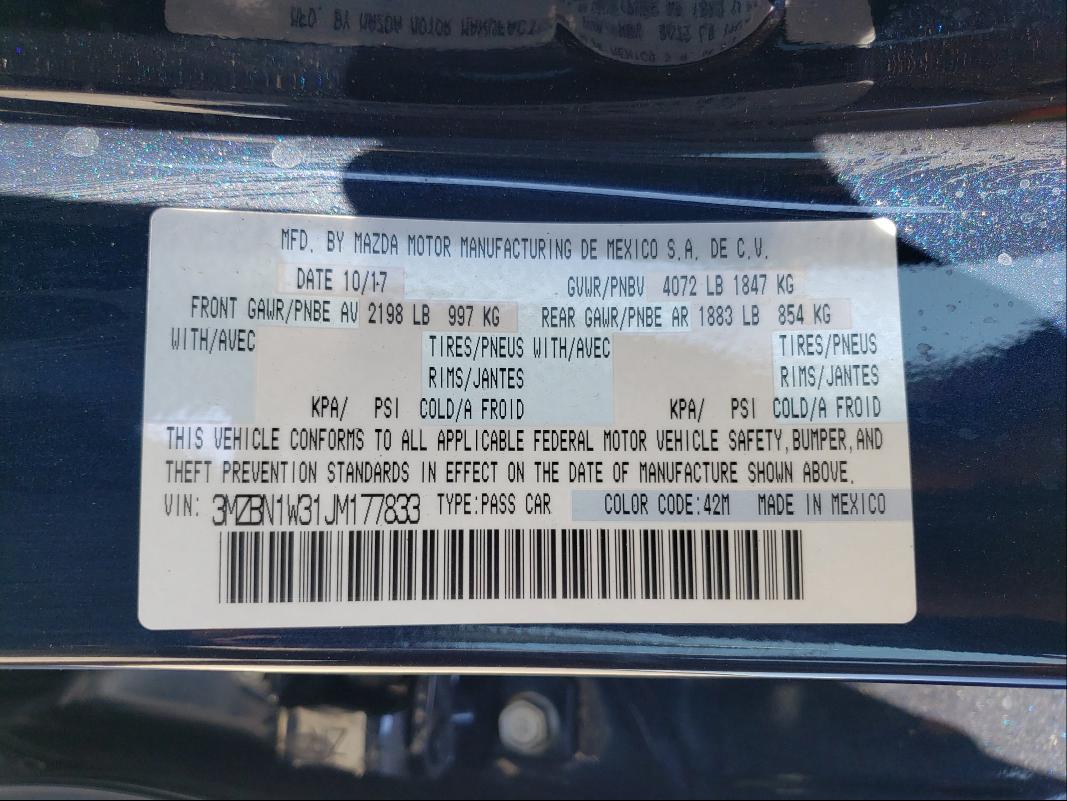 MFD. BY MAZDA MOTOR MANUFACTURING DE MEXICO S.A. DE C.V.
DATE 10/17 GVWR/PNBV 4072 LB 1847 KG
FRONT GAWR/PNBE AV 2198 LB 997 KG REAR GAWR/PNBE AR 1883 LB 854 KG
WITH/AVEC TIRES/PNEUS WITH/AVEC TIRES/PNEUS
RIMS/JANTES RIMS/JANTES
KPA/ PSI COLD/A FROID KPA/ PSI COLD/A FROID
THIS VEHICLE CONFORMS TO ALL APPLICABLE FEDERAL MOTOR VEHICLE SAFETY,BUMPER,AND
THEFT PREVENTION STANDARDS IN EFFECT ON THE DATE OF MANUFACTURE SHOWN ABOVE.
VIN: 3MZBN1W31JM177833 TYPE:PASS CAR COLOR CODE:42M MADE IN MEXICO